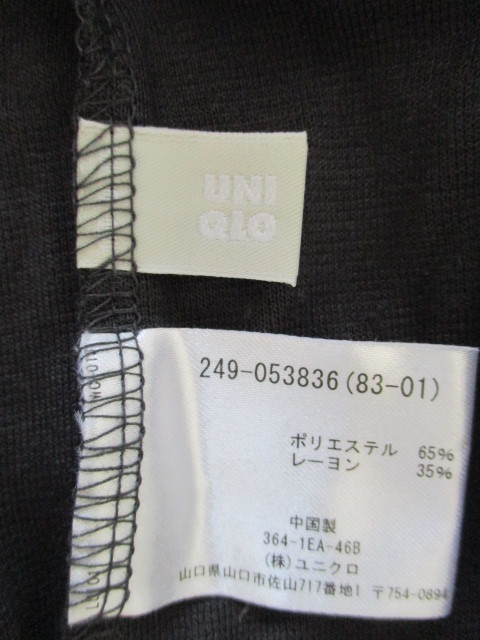 UNI
QLO
249-053836(83-01)
ポリエステル 65%
レーヨン 35%
中国製
364-1EA-46B
(株)ユニクロ
山口県山口市佐山717番地1 〒754-0894